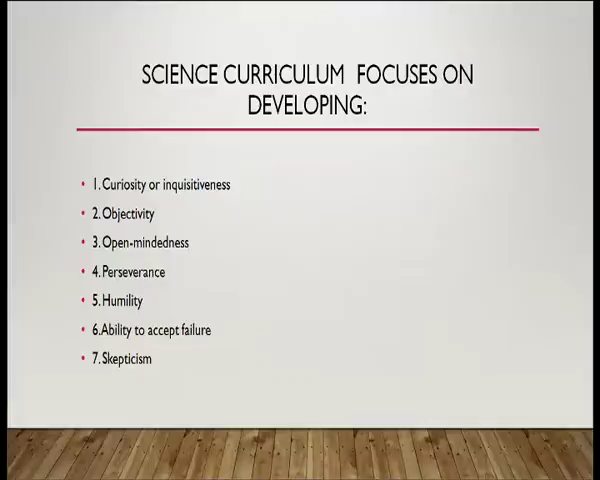 SCIENCE CURRICULUM FOCUSES ON
DEVELOPING:
• 1. Curiosity or inquisitiveness
• 2. Objectivity
• 3. Open-mindedness
• 4. Perseverance
• 5. Humility
• 6.Ability to accept failure
• 7. Skepticism